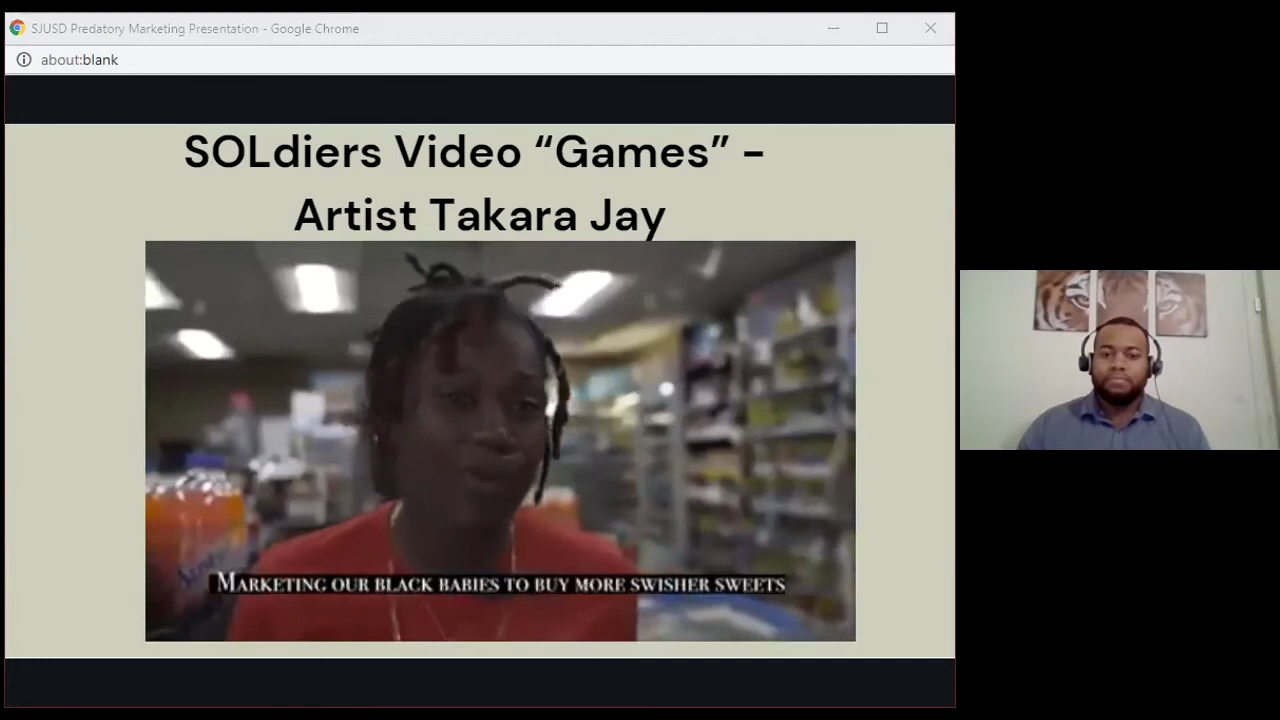 SJUSD Predatory Marketing Presentation - Google Chrome
about:blank
SOLdiers Video “Games” -
Artist Takara Jay
MARKETING OUR BLACK BABIES TO BUY MORE SWISHER SWEETS